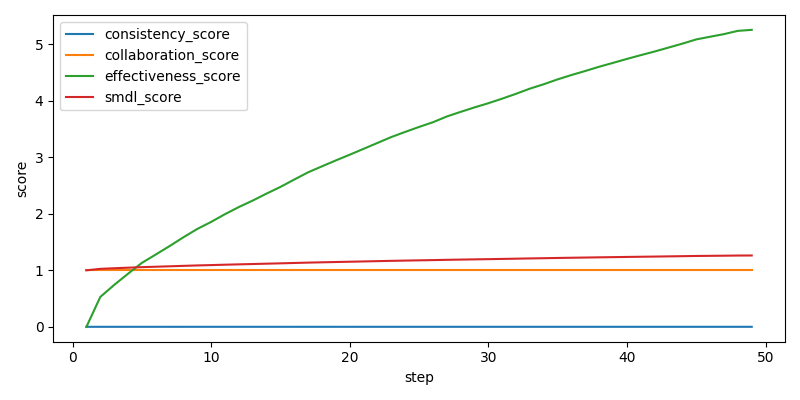 consistency_score
collaboration_score
effectiveness_score
smdl_score
score
5
4
3
2
1
0
0 10 20 30 40 50
step